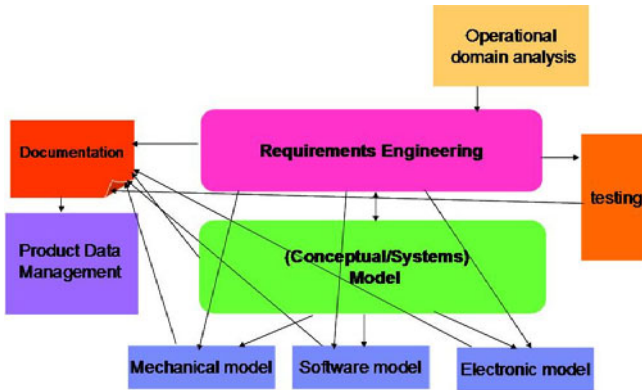 Operational
domain analysis
Documentation
Requirements Engineering
testing
Product Data
Management
(Conceptual/Systems)
Model
Mechanical model
Software model
Electronic model